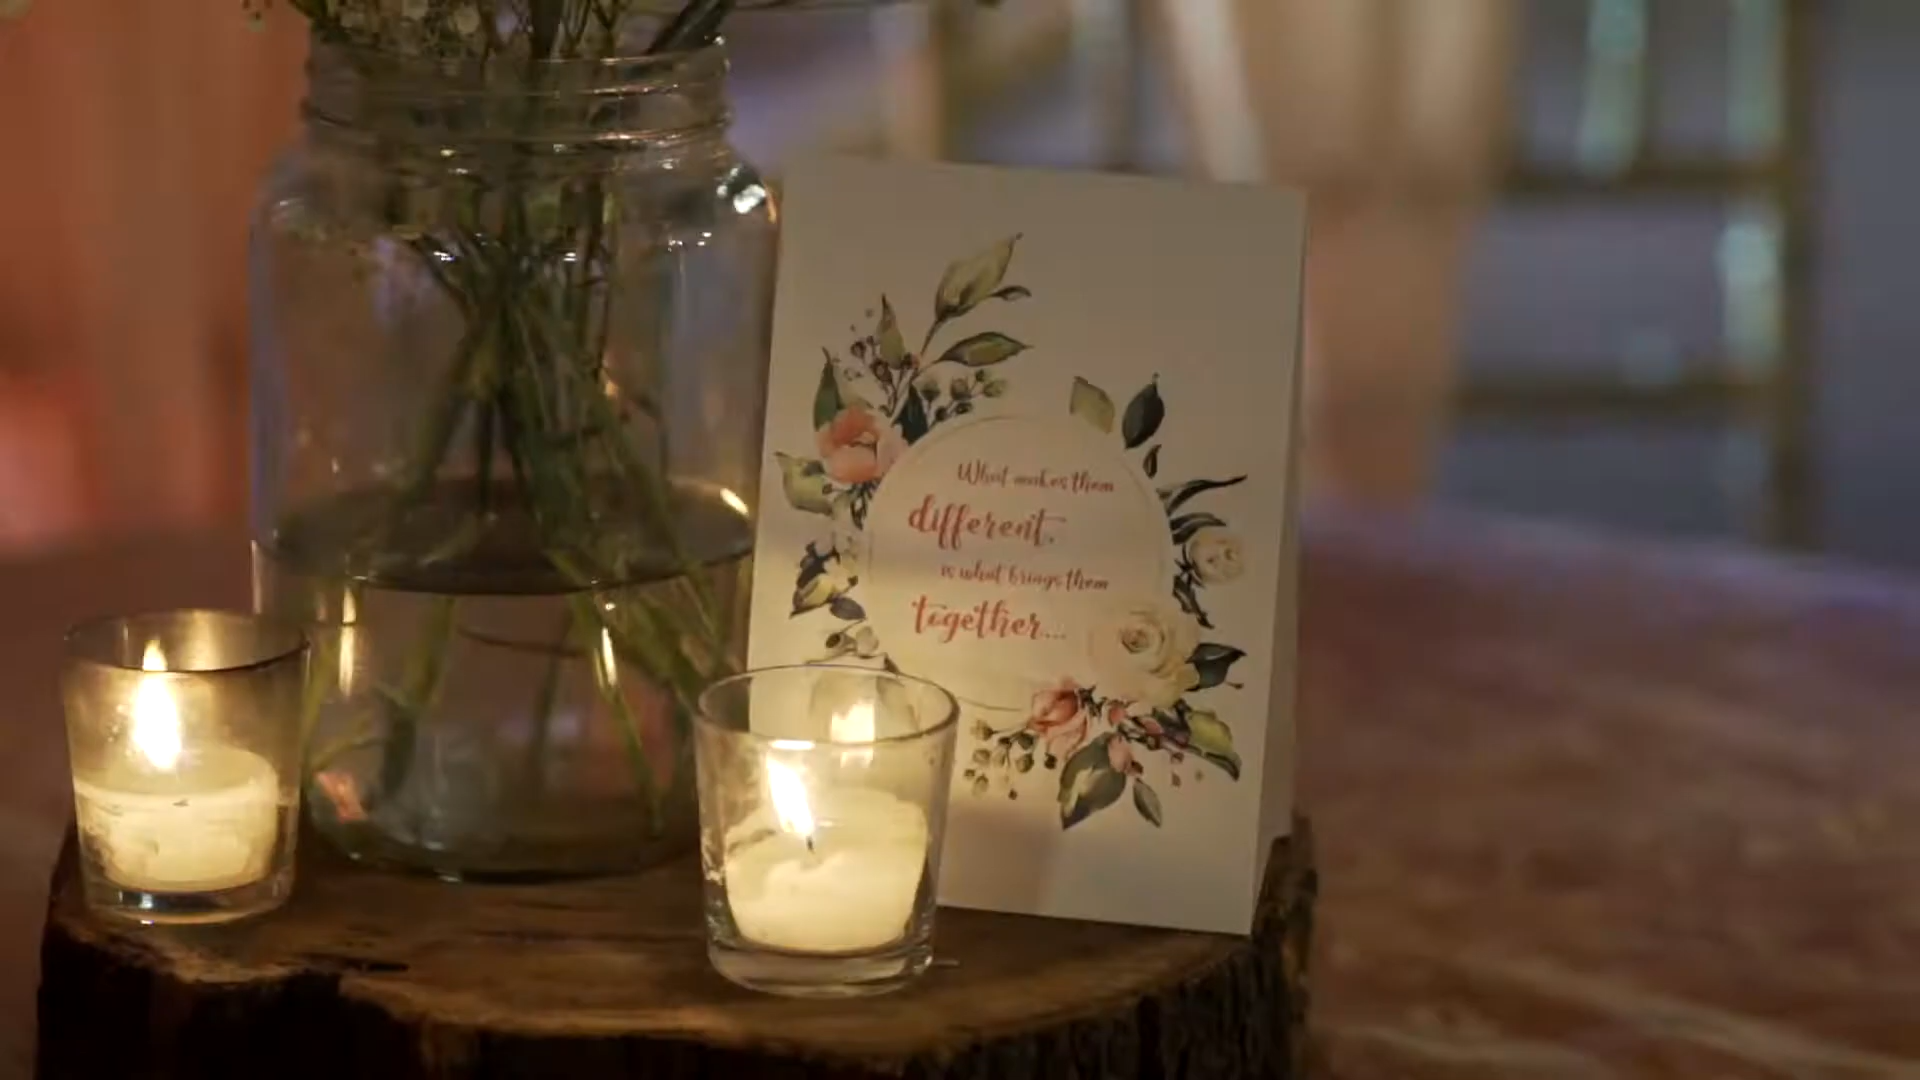 What makes them
different,
is what brings them
together...